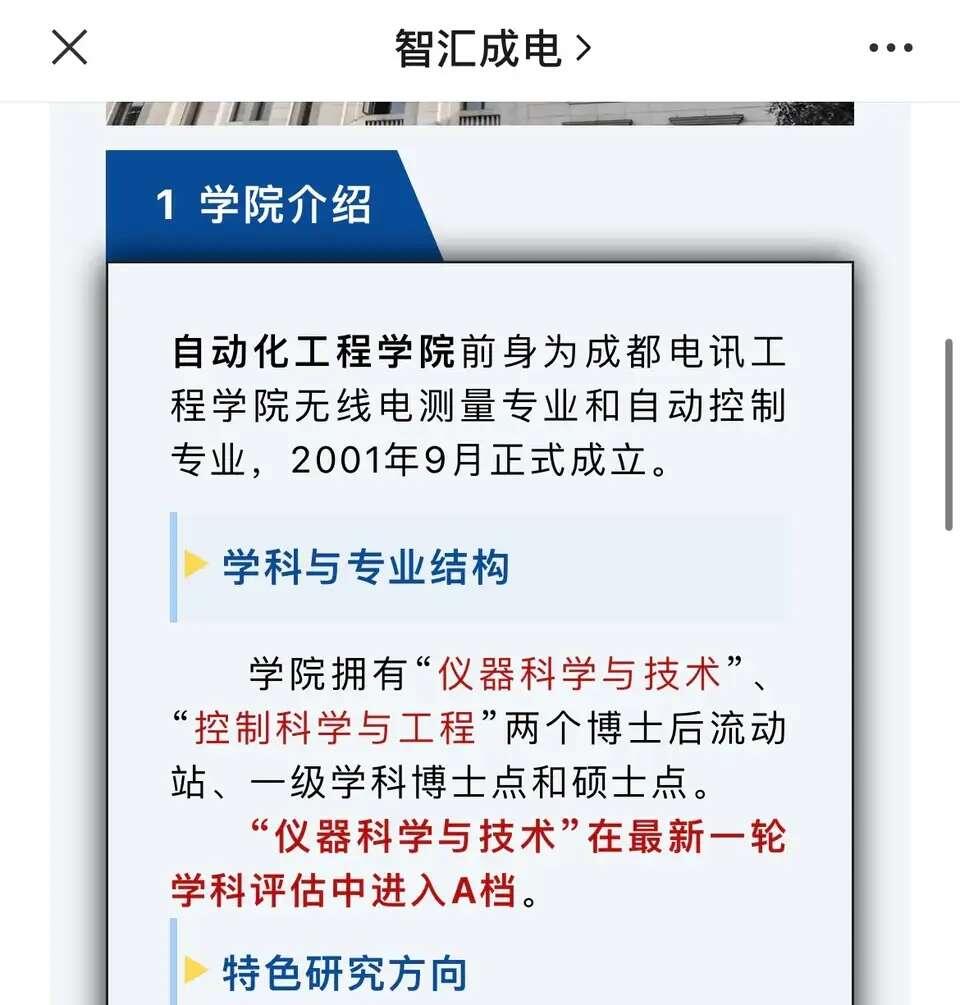 智汇成电
1 学院介绍
自动化工程学院前身为成都电讯工
程学院无线电测量专业和自动控制
专业，2001年9月正式成立。
学科与专业结构
学院拥有“仪器科学与技术”、
“控制科学与工程”两个博士后流动
站、一级学科博士点和硕士点。
“仪器科学与技术”在最新一轮
学科评估中进入A档。
特色研究方向